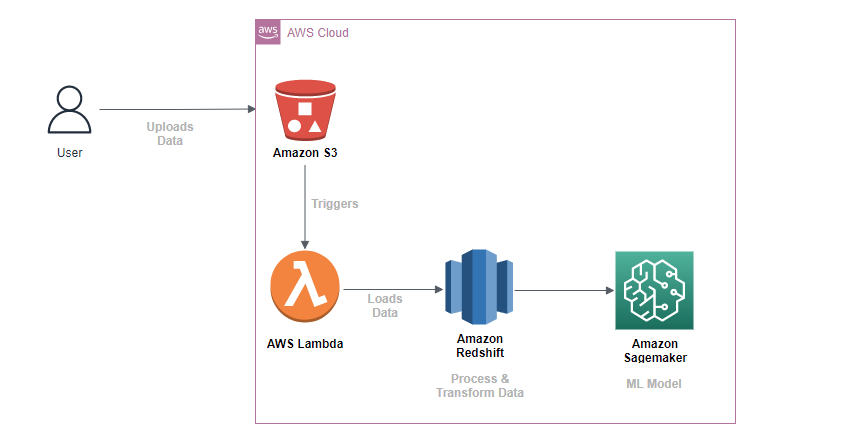 aws
AWS Cloud
Uploads
Data
User
Amazon S3
Triggers
Loads
Data
AWS Lambda
Amazon
Redshift
Process &
Transform Data
Amazon
Sagemaker
ML Model